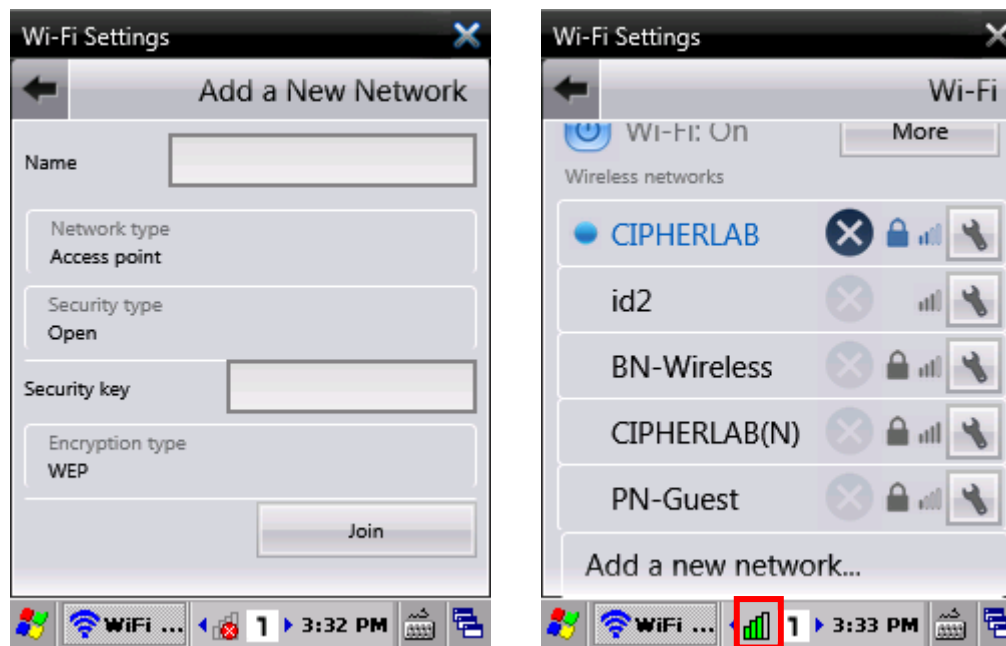 Wi-Fi Settings
Add a New Network
Name
Network type
Access point
Security type
Open
Security key
Encryption type
WEP
Join
WiFi ...
1
3:32 PM
Wi-Fi Settings
Wi-Fi
Wi-Fi: On
More
Wireless networks
CIPHERLAB
id2
BN-Wireless
CIPHERLAB(N)
PN-Guest
Add a new network...
WiFi ...
1
3:33 PM